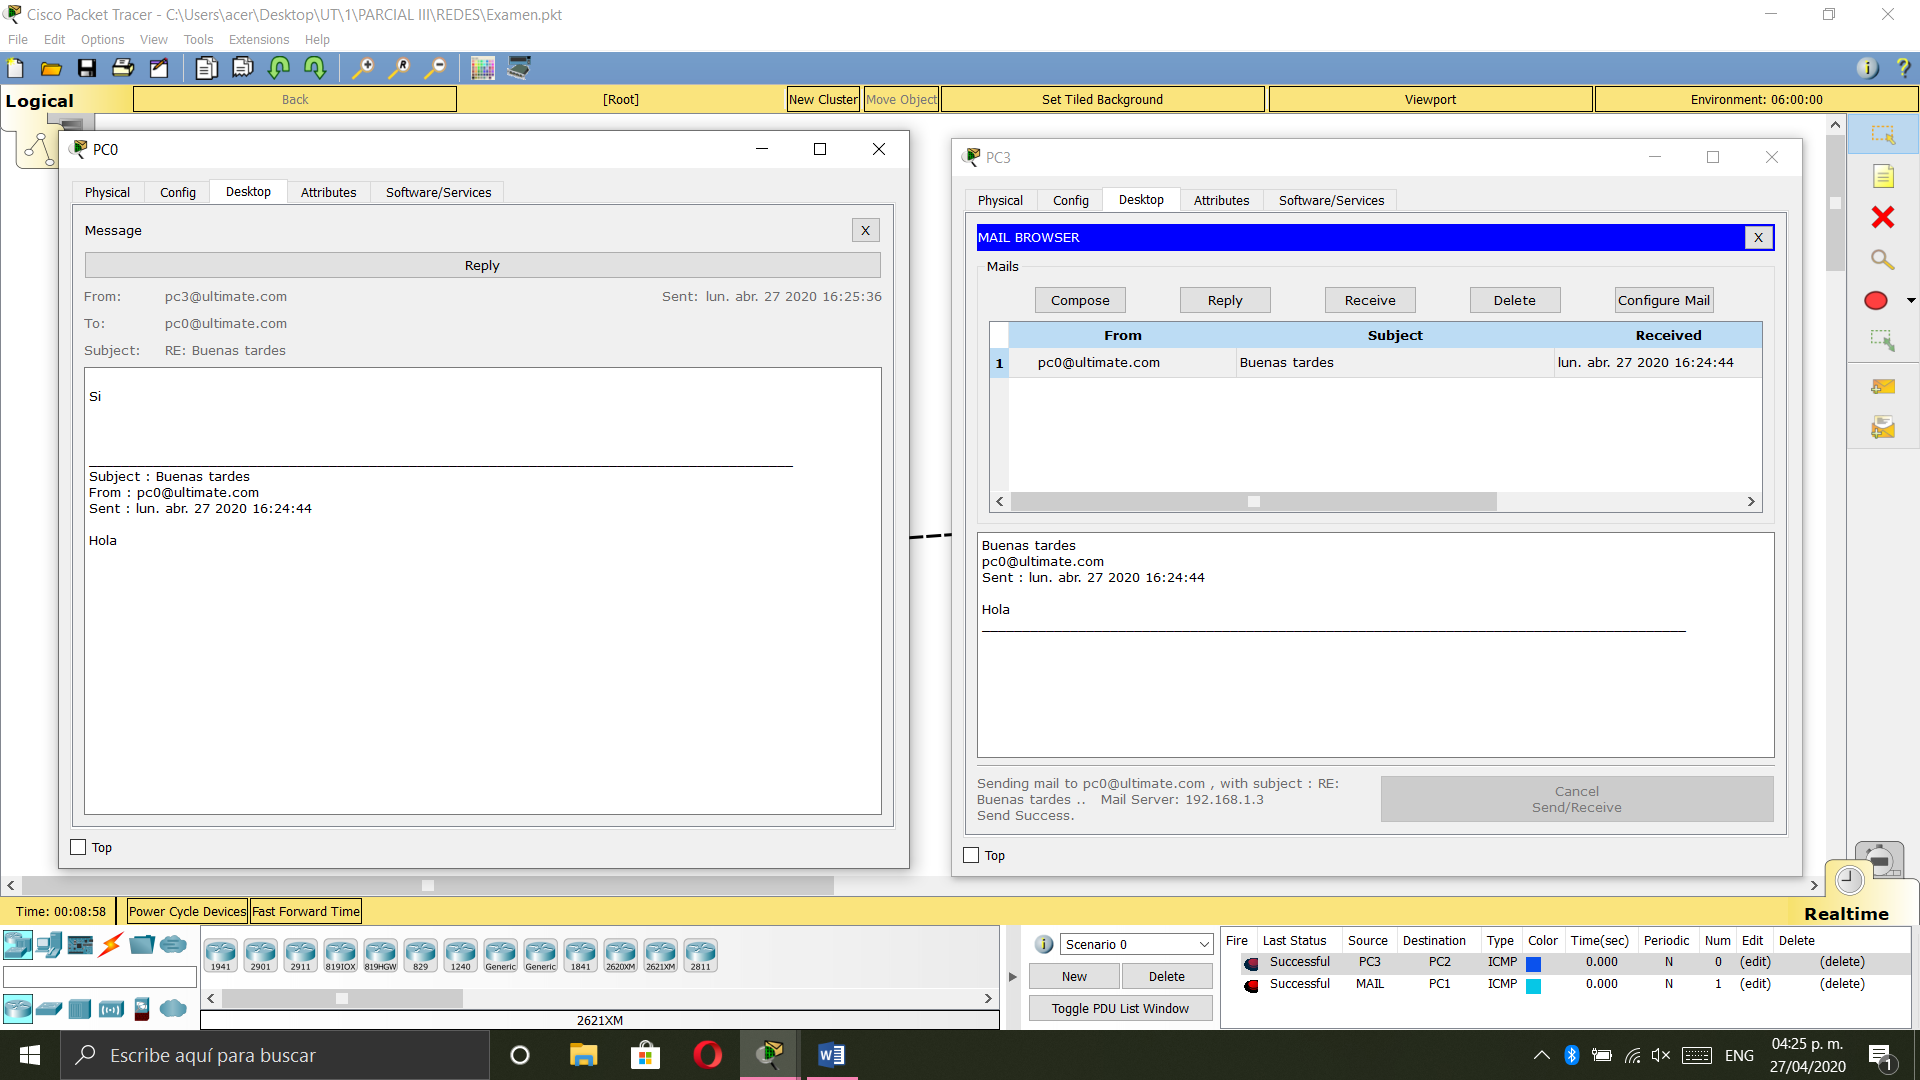 Cisco Packet Tracer - C:\Users\acer\Desktop\UT\1\PARCIAL III\REDES\Examen.pkt
File Edit Options View Tools Extensions Help
Logical Back [Root] New Cluster Move Object Set Tiled Background Viewport Environment: 06:00:00
PC0
Physical Config Desktop Attributes Software/Services
Message X
Reply
From: pc3@ultimate.com Sent: lun. abr. 27 2020 16:25:36
To: pc0@ultimate.com
Subject: RE: Buenas tardes
Si
Subject : Buenas tardes
From : pc0@ultimate.com
Sent : lun. abr. 27 2020 16:24:44
Hola
Top
PC3
Physical Config Desktop Attributes Software/Services
MAIL BROWSER X
Mails
Compose Reply Receive Delete Configure Mail
From Subject Received
1 pc0@ultimate.com Buenas tardes lun. abr. 27 2020 16:24:44
Buenas tardes
pc0@ultimate.com
Sent : lun. abr. 27 2020 16:24:44
Hola
Sending mail to pc0@ultimate.com , with subject : RE:
Buenas tardes .. Mail Server: 192.168.1.3
Send Success.
Cancel
Send/Receive
Top
Time: 00:08:58 Power Cycle Devices Fast Forward Time
Realtime
1941 2901 2911 819IOX 819HGW 829 1240 Generic Generic 1841 2620XM 2621XM 2811
2621XM
Scenario 0
New Delete
Toggle PDU List Window
Fire Last Status Source Destination Type Color Time(sec) Periodic Num Edit Delete
Successful PC3 PC2 ICMP 0.000 N 0 (edit) (delete)
Successful MAIL PC1 ICMP 0.000 N 1 (edit) (delete)
Escribe aquí para buscar
ENG
04:25 p. m.
27/04/2020
1